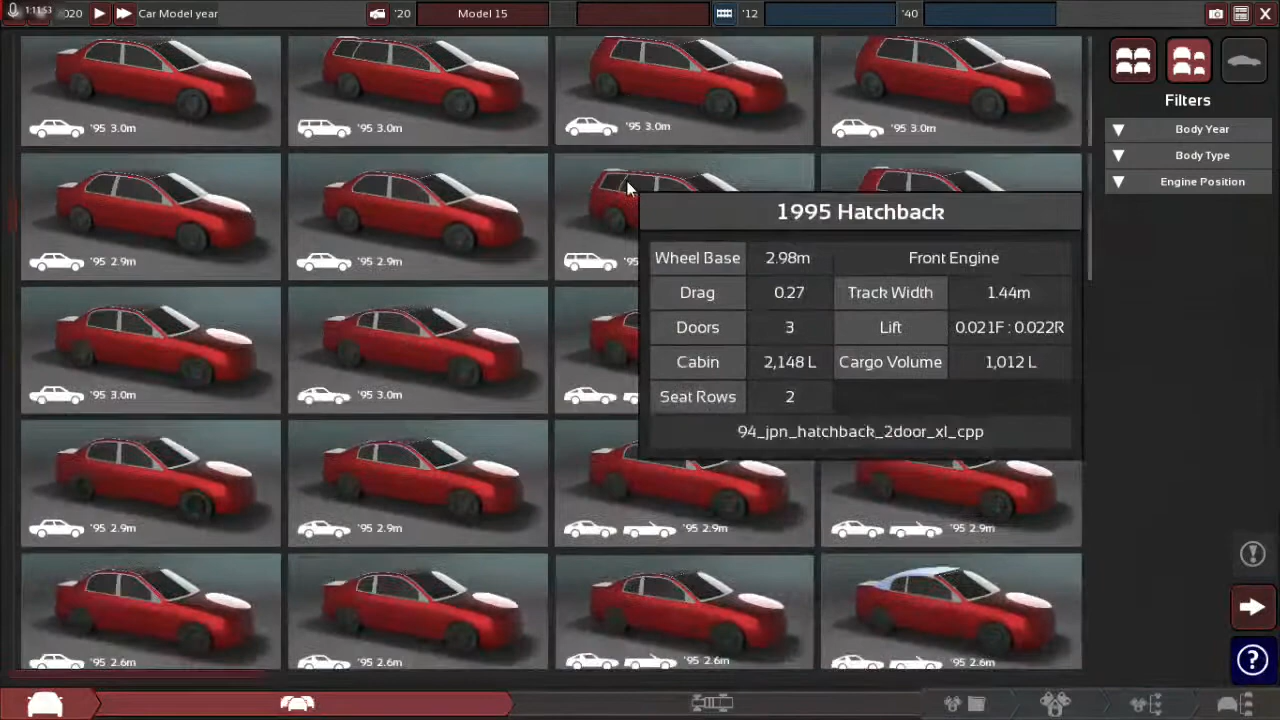 1:11:53 020 Car Model year '20 Model 15 '12 '40
Filters
Body Year
Body Type
Engine Position
'95 3.0m '95 3.0m '95 3.0m '95 3.0m
'95 2.9m '95 2.9m '95
'95 3.0m '95 3.0m
'95 2.9m '95 2.9m '95 2.9m '95 2.9m
'95 2.6m '95 2.6m '95 2.6m '95 2.6m
1995 Hatchback
Wheel Base 2.98m Front Engine
Drag 0.27 Track Width 1.44m
Doors 3 Lift 0.021F : 0.022R
Cabin 2,148 L Cargo Volume 1,012 L
Seat Rows 2
94_jpn_hatchback_2door_xl_cpp